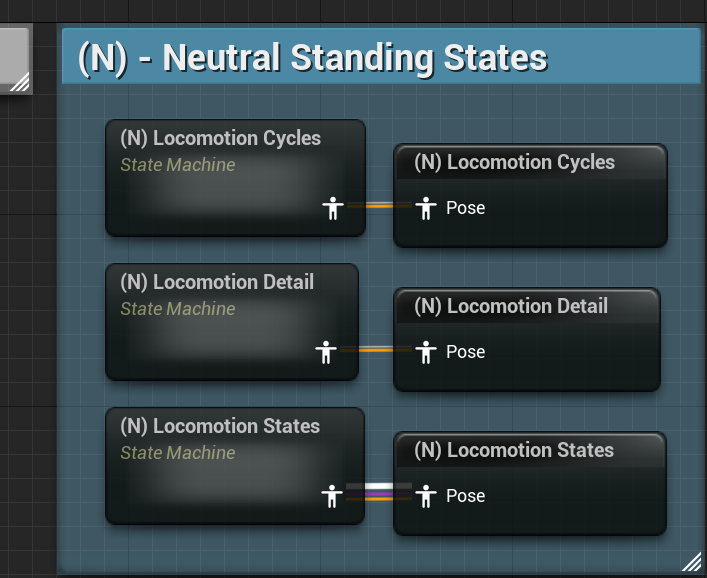 (N) - Neutral Standing States
(N) Locomotion Cycles
State Machine
(N) Locomotion Cycles
Pose
(N) Locomotion Detail
State Machine
(N) Locomotion Detail
Pose
(N) Locomotion States
State Machine
(N) Locomotion States
Pose